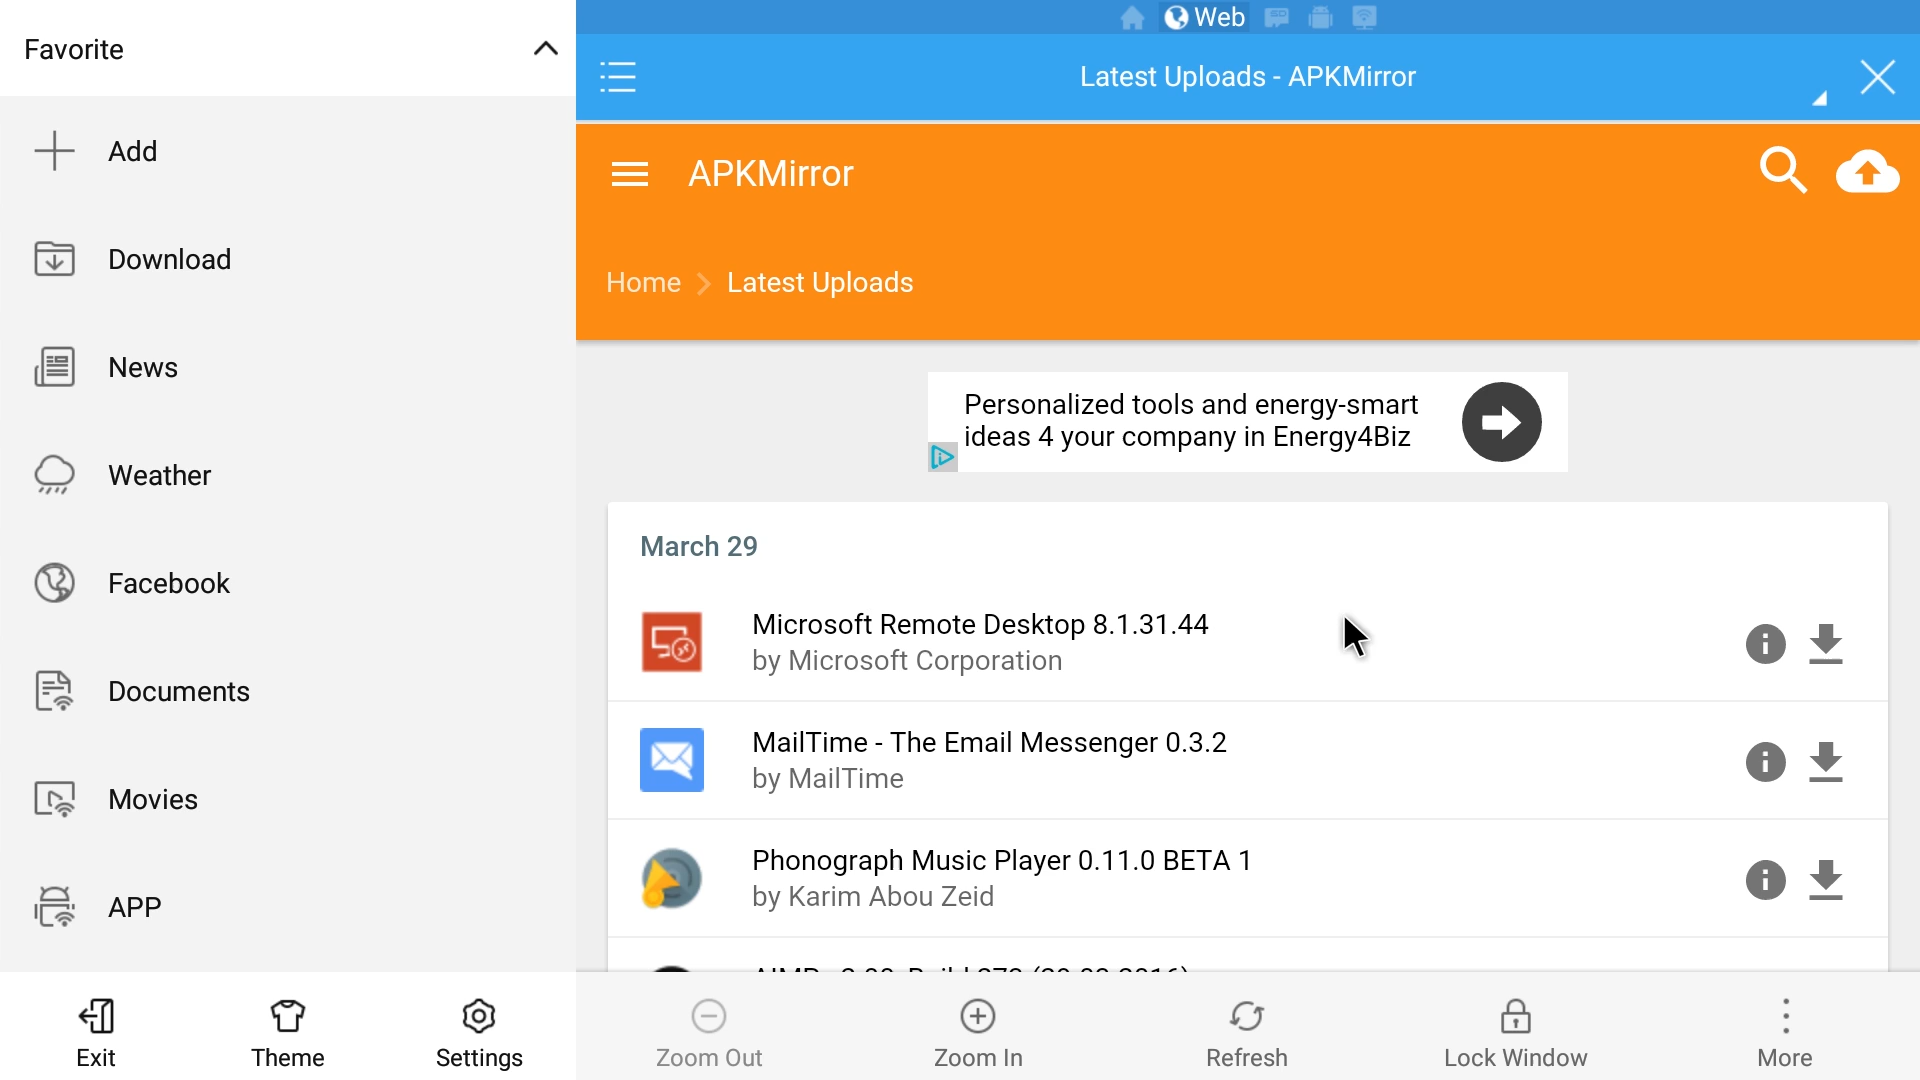 Favorite
Add
Download
News
Weather
Facebook
Documents
Movies
APP
Exit
Theme
Settings
Web
Latest Uploads - APKMirror
APKMirror
Home
Latest Uploads
Personalized tools and energy-smart
ideas 4 your company in Energy4Biz
March 29
Microsoft Remote Desktop 8.1.31.44
by Microsoft Corporation
MailTime - The Email Messenger 0.3.2
by MailTime
Phonograph Music Player 0.11.0 BETA 1
by Karim Abou Zeid
Zoom Out
Zoom In
Refresh
Lock Window
More